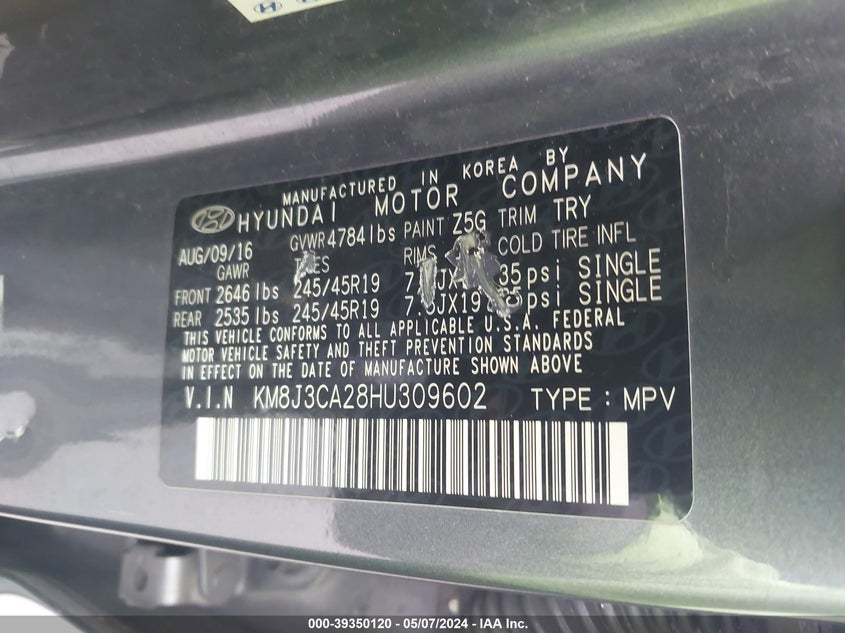 MANUFACTURED IN KOREA BY
HYUNDAI MOTOR COMPANY
AUG/09/16 GVWR 4784lbs PAINT Z5G TRIM TRY
GAWR RIMS COLD TIRE INFL
FRONT 2646 lbs 245/45R19 35 psi SINGLE
REAR 2535 lbs 245/45R19 psi SINGLE
THIS VEHICLE CONFORMS TO ALL APPLICABLE U.S.A. FEDERAL
MOTOR VEHICLE SAFETY AND THEFT PREVENTION STANDARDS
IN EFFECT ON THE DATE OF MANUFACTURE SHOWN ABOVE
V.I.N KM8J3CA28HU309602 TYPE : MPV
000-39350120 - 05/07/2024 - IAA Inc.